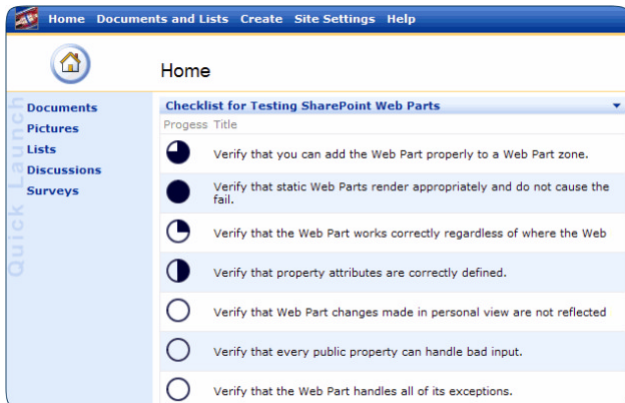 Home Documents and Lists Create Site Settings Help
Home
Quick Launch
Documents
Pictures
Lists
Discussions
Surveys
Checklist for Testing SharePoint Web Parts
Progess Title
Verify that you can add the Web Part properly to a Web Part zone.
Verify that static Web Parts render appropriately and do not cause the
fail.
Verify that the Web Part works correctly regardless of where the Web
Verify that property attributes are correctly defined.
Verify that Web Part changes made in personal view are not reflected
Verify that every public property can handle bad input.
Verify that the Web Part handles all of its exceptions.